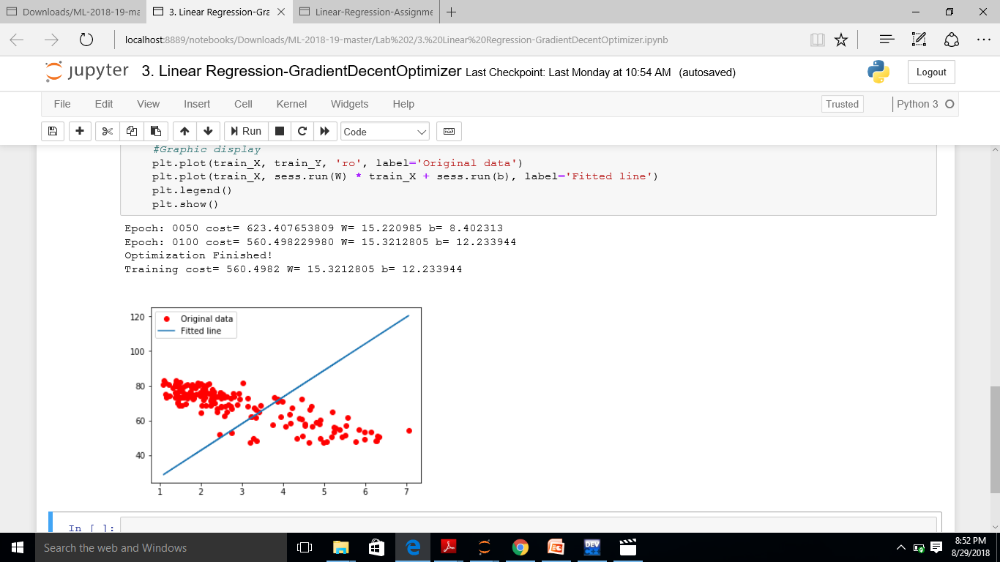 Downloads/ML-2018-19-ma
3. Linear Regression-Gra
Linear-Regression-Assignme
localhost:8889/notebooks/Downloads/ML-2018-19-master/Lab%202/3.%20Linear%20Regression-GradientDecentOptimizer.ipynb
jupyter 3. Linear Regression-GradientDecentOptimizer Last Checkpoint: Last Monday at 10:54 AM (autosaved)
Logout
File Edit View Insert Cell Kernel Widgets Help
Trusted
Python 3
Run
Code
#Graphic display
plt.plot(train_X, train_Y, 'ro', label='Original data')
plt.plot(train_X, sess.run(W) * train_X + sess.run(b), label='Fitted line')
plt.legend()
plt.show()
Epoch: 0050 cost= 623.407653809 W= 15.220985 b= 8.402313
Epoch: 0100 cost= 560.498229980 W= 15.3212805 b= 12.233944
Optimization Finished!
Training cost= 560.4982 W= 15.3212805 b= 12.233944
Original data
Fitted line
120
100
80
60
40
1 2 3 4 5 6 7
In [ ]:
Search the web and Windows
DEV
C++
8:52 PM
8/29/2018